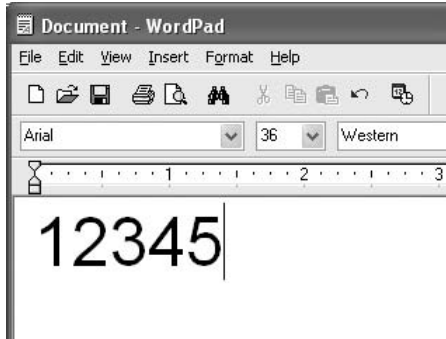 Document - WordPad
File Edit View Insert Format Help
Arial 36 Western
1 2 3
12345